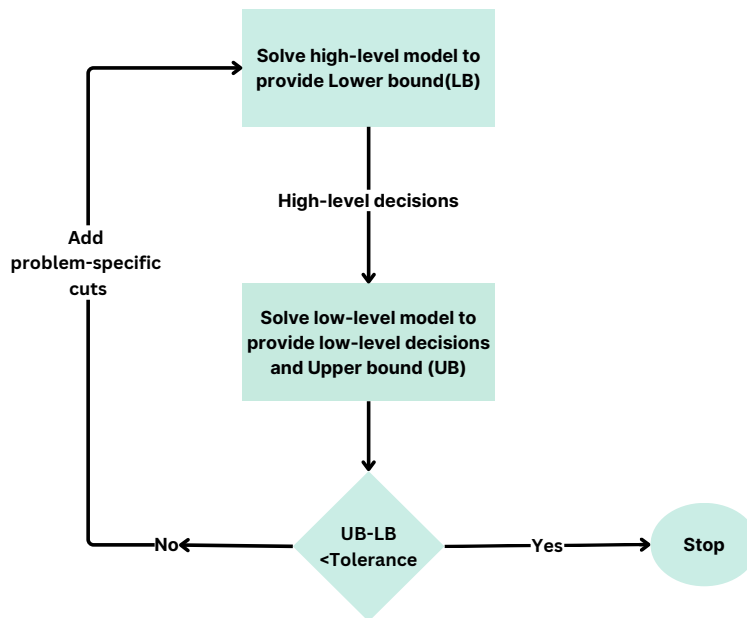 Solve high-level model to
provide Lower bound(LB)
High-level decisions
Add
problem-specific
cuts
Solve low-level model to
provide low-level decisions
and Upper bound (UB)
UB-LB
<Tolerance
No
Yes
Stop